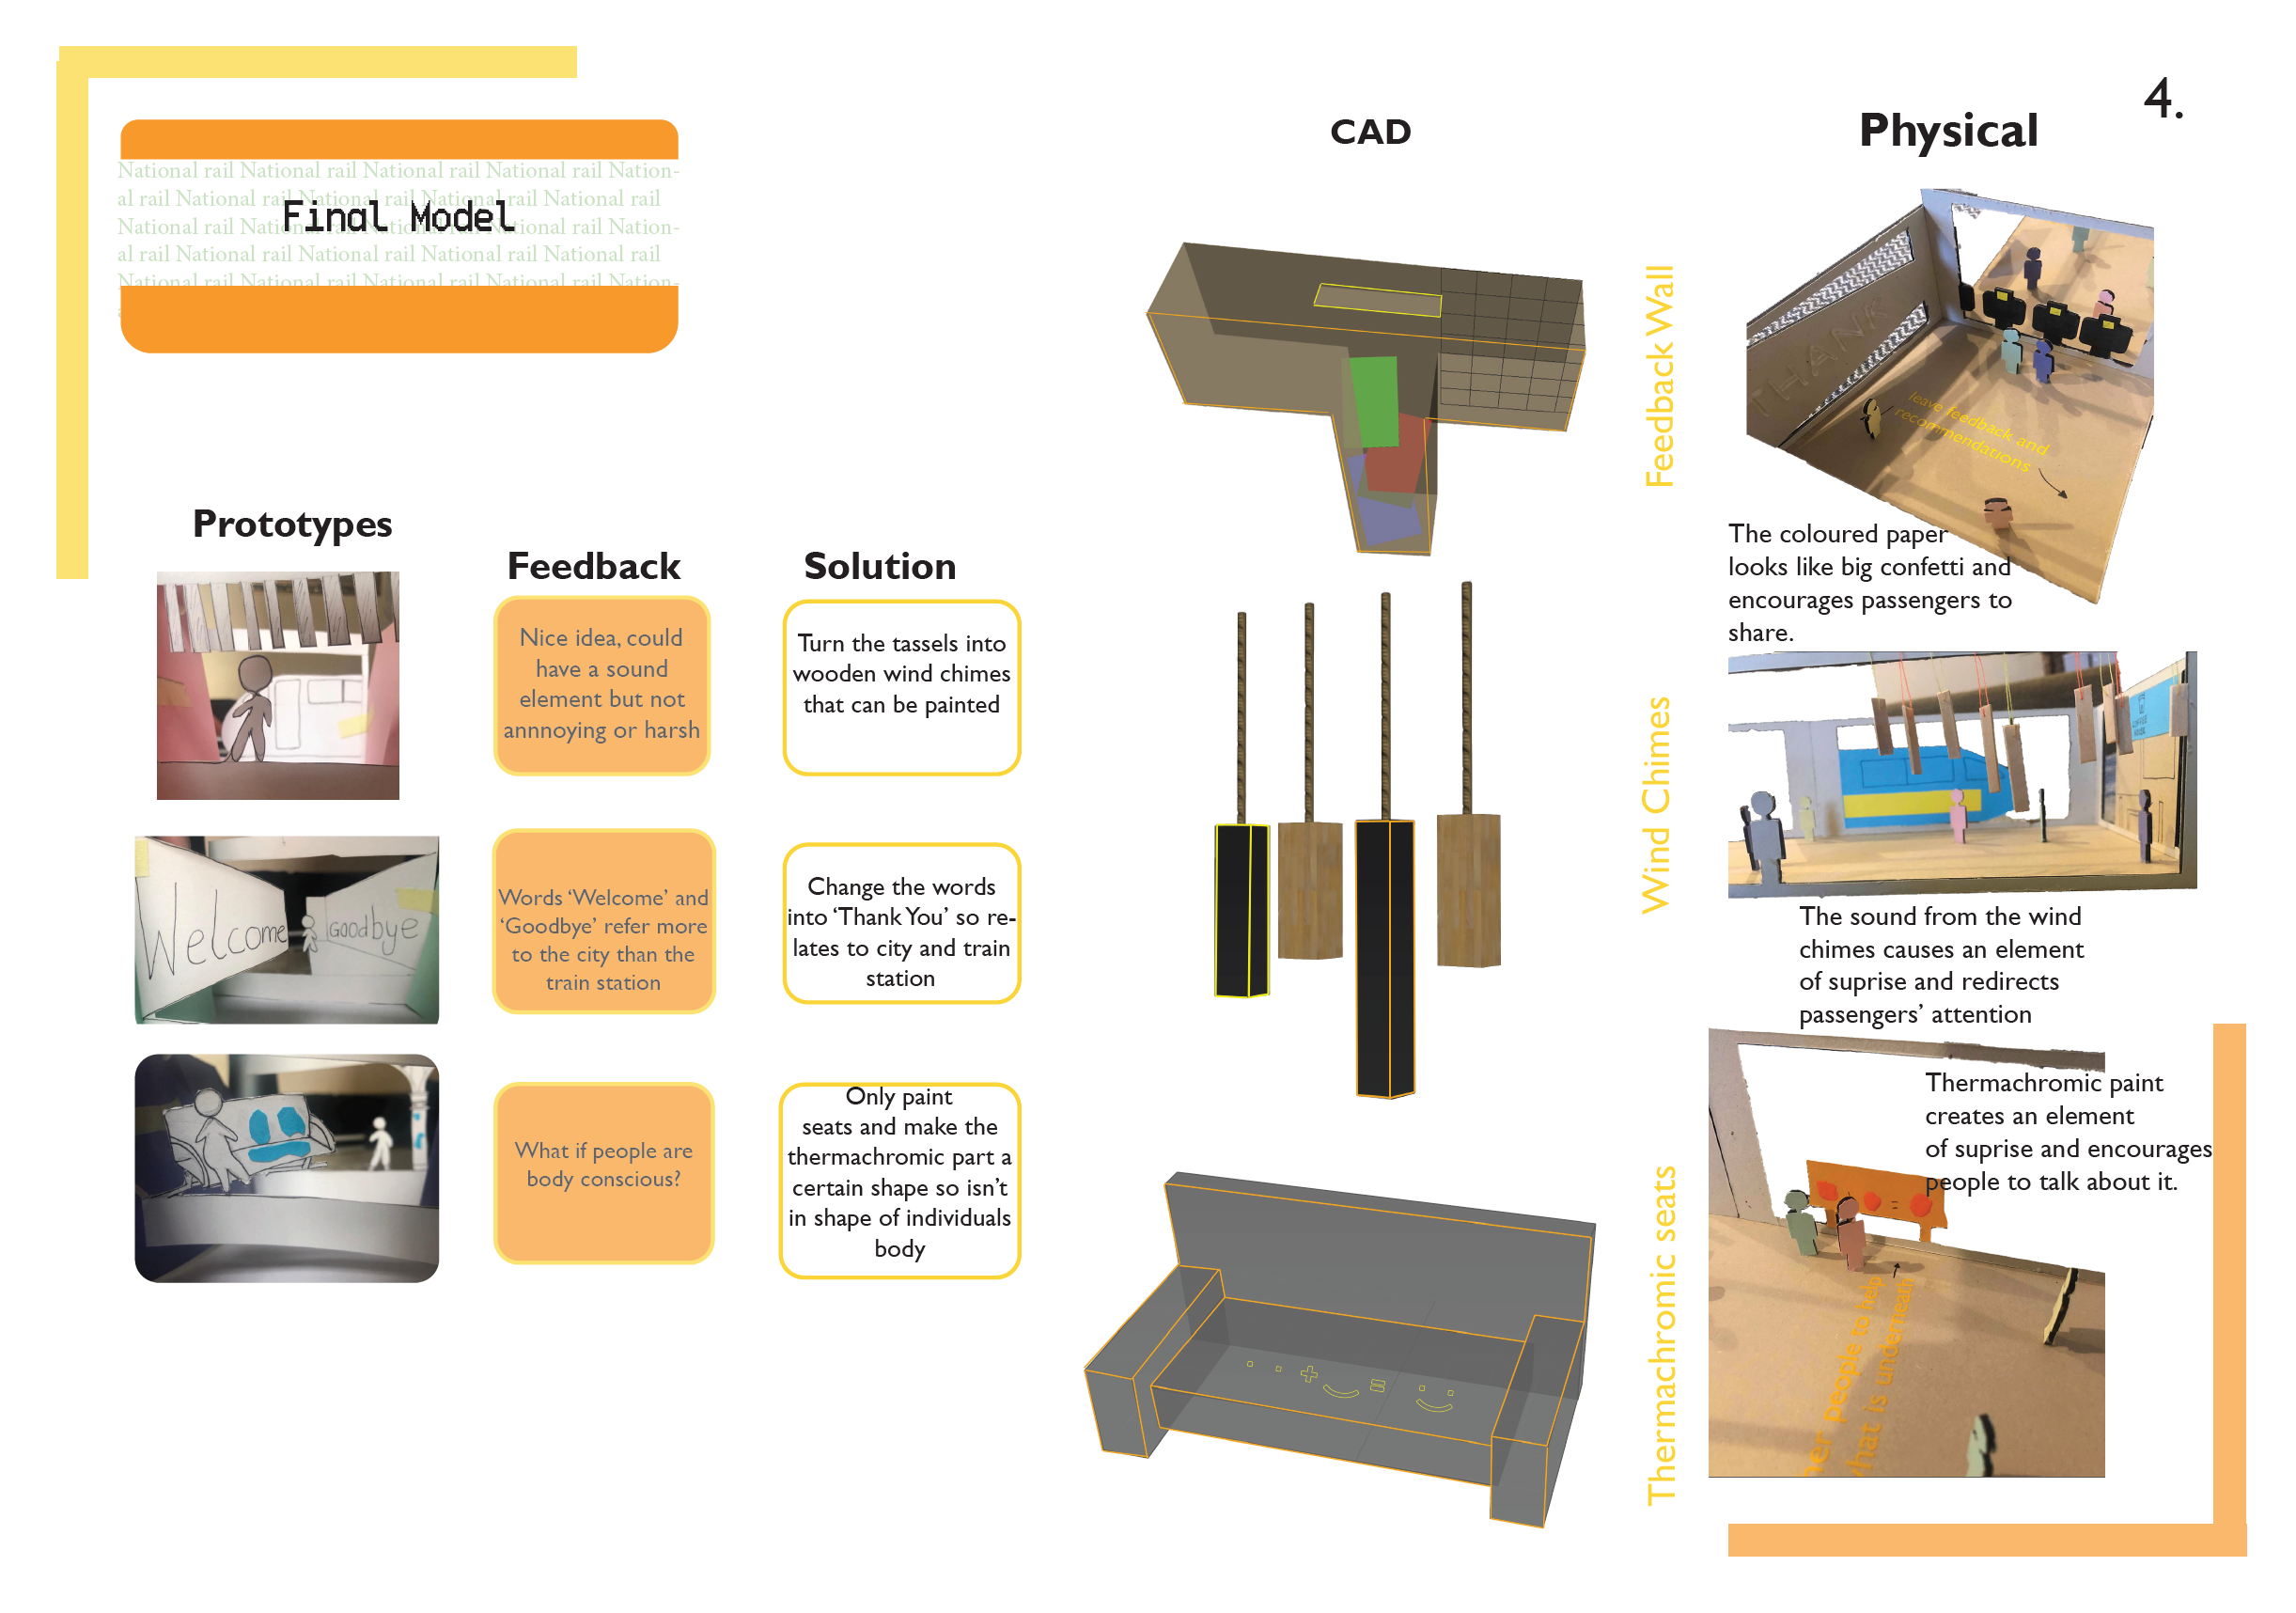 4.
National rail National rail National rail National rail Nation-
al rail National rail National rail National rail National rail
National rail National rail National rail National rail Nation-
al rail National rail National rail National rail National rail
National rail National rail National rail National rail Nation-
Final Model
Prototypes
Welcome
Goodbye
Feedback
Nice idea, could
have a sound
element but not
annnoying or harsh
Words ‘Welcome’ and
‘Goodbye’ refer more
to the city than the
train station
What if people are
body conscious?
Solution
Turn the tassels into
wooden wind chimes
that can be painted
Change the words
into ‘Thank You’ so re-
lates to city and train
station
Only paint
seats and make the
thermachromic part a
certain shape so isn’t
in shape of individuals
body
CAD
Feedback Wall
Wind Chimes
Thermachromic seats
Physical
THANK
leave feedback and
recommendations
The coloured paper
looks like big confetti and
encourages passengers to
share.
The sound from the wind
chimes causes an element
of suprise and redirects
passengers’ attention
Thermachromic paint
creates an element
of suprise and encourages
people to talk about it.
people to help
what is underneath